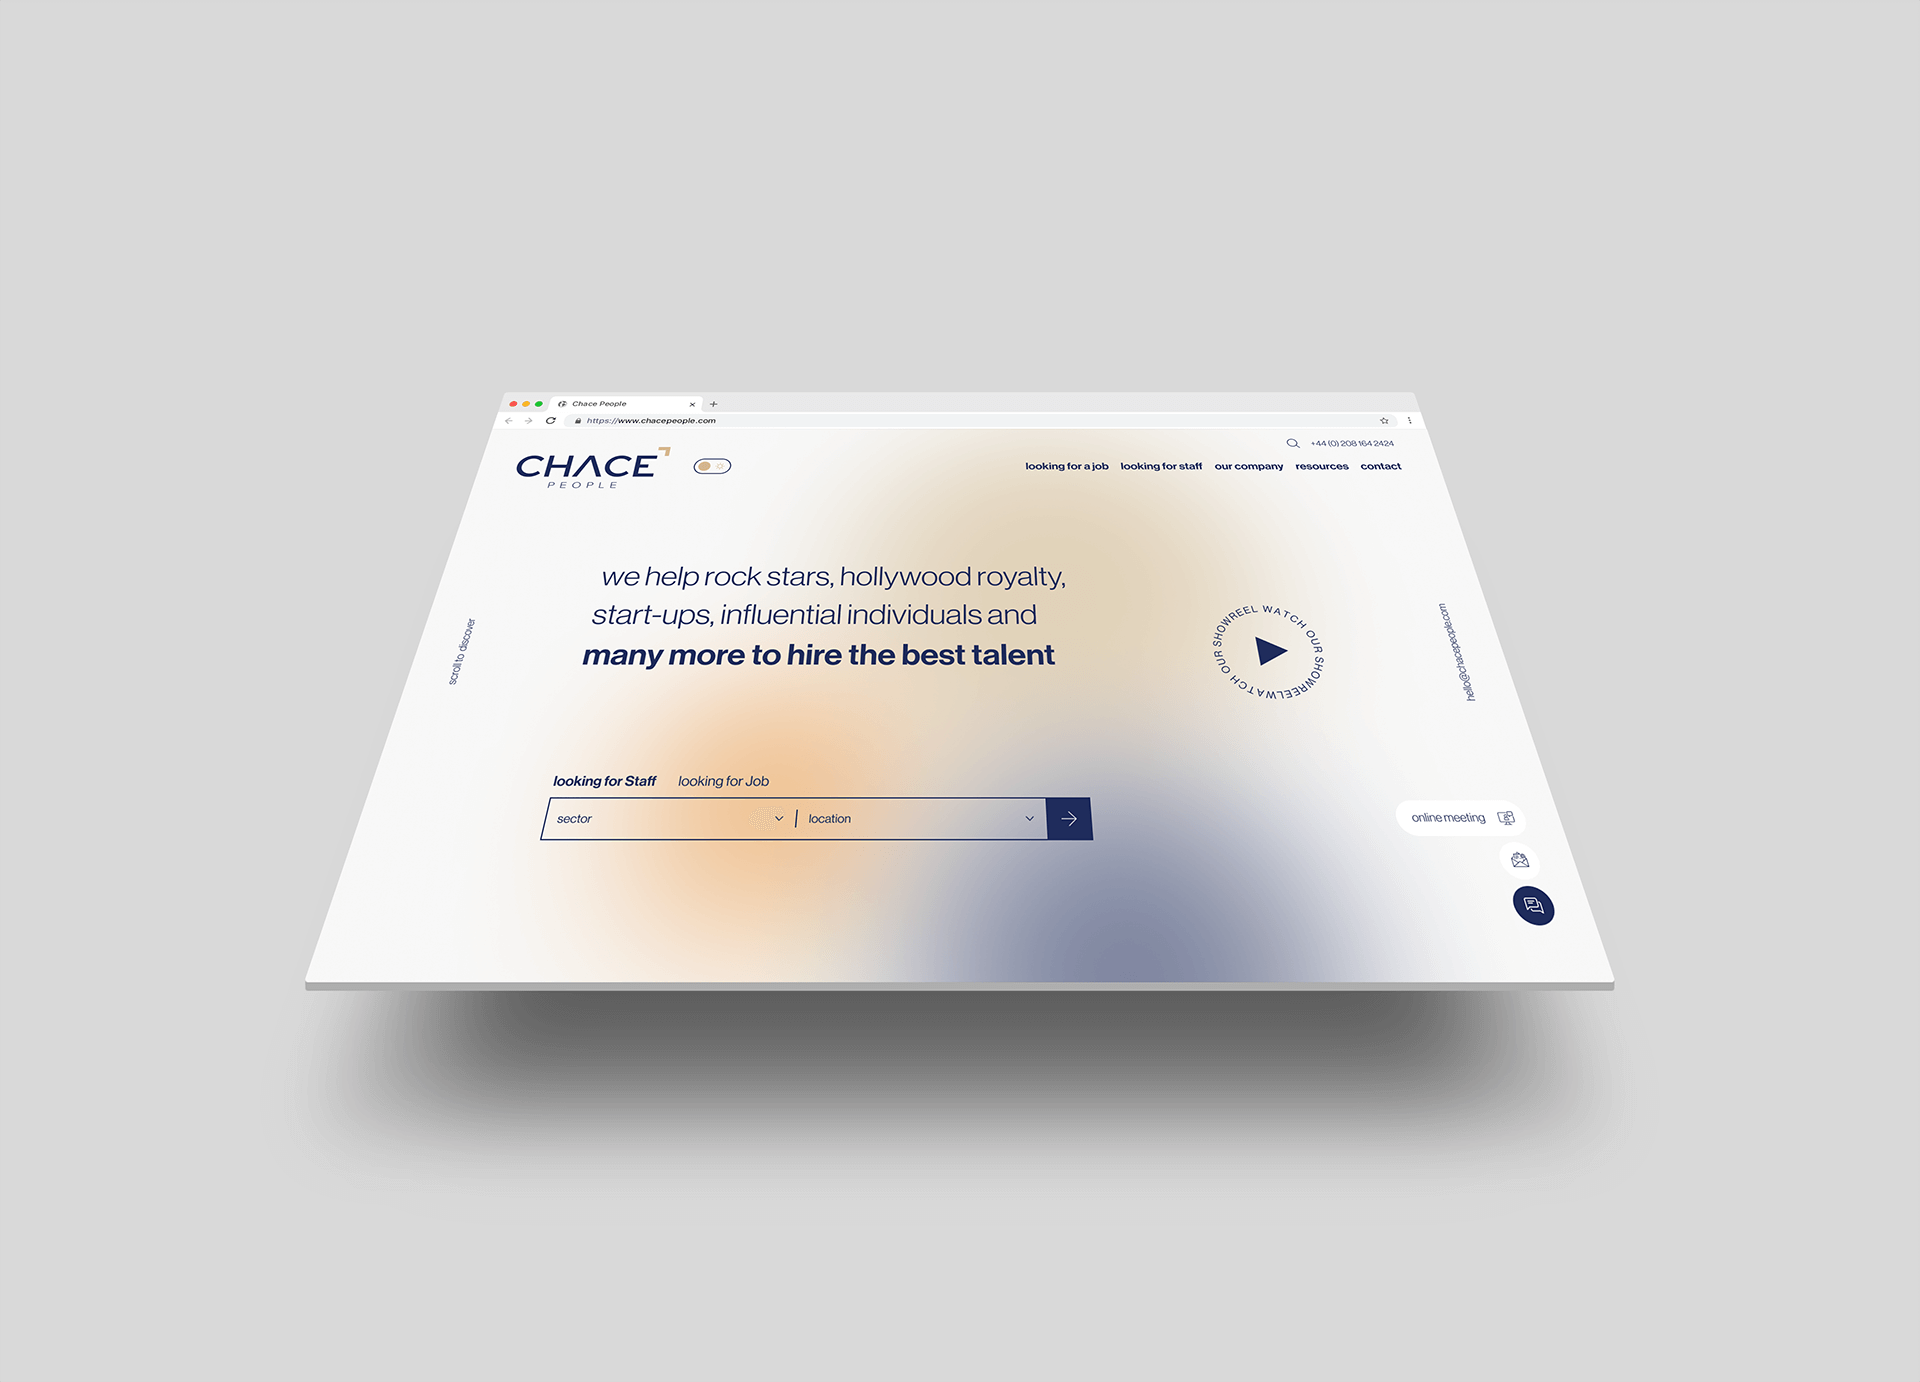 Chace People
https://www.chacepeople.com
+44 (0) 208 164 2424
CHACE
PEOPLE
looking for a job looking for staff our company resources contact
we help rock stars, hollywood royalty,
start-ups, influential individuals and
many more to hire the best talent
scroll to discover
WATCH OUR SHOWREEL WATCH OUR SHOWREEL
hello@chacepeople.com
looking for Staff looking for Job
sector location
online meeting